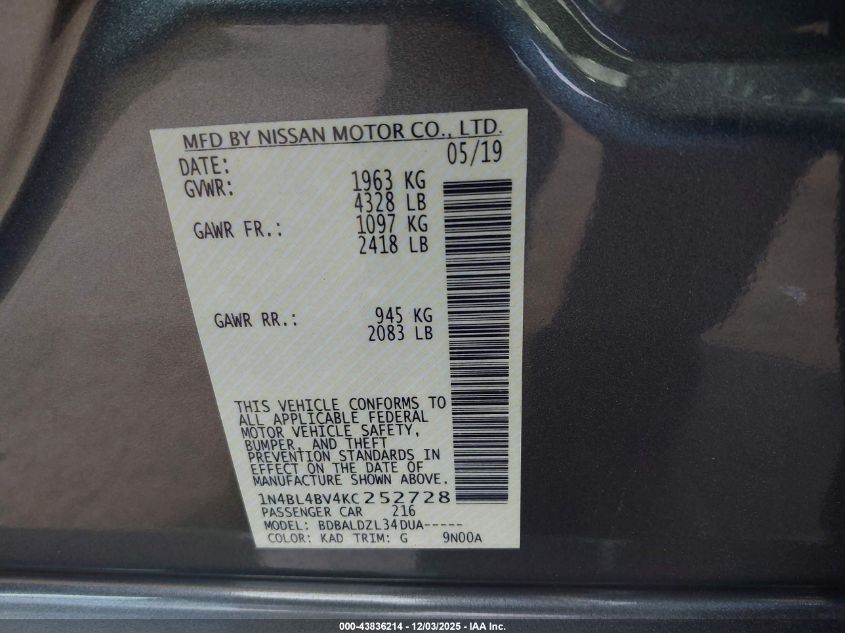 MFD BY NISSAN MOTOR CO., LTD.
DATE: 05/19
GVWR: 1963 KG
4328 LB
GAWR FR.: 1097 KG
2418 LB
GAWR RR.: 945 KG
2083 LB
THIS VEHICLE CONFORMS TO
ALL APPLICABLE FEDERAL
MOTOR VEHICLE SAFETY,
BUMPER, AND THEFT
PREVENTION STANDARDS IN
EFFECT ON THE DATE OF
MANUFACTURE SHOWN ABOVE.
1N4BL4BV4KC252728
PASSENGER CAR 216
MODEL: BDBALDZL34DUA-----
COLOR: KAD TRIM: G 9N00A
000-43836214 - 12/03/2025 - IAA Inc.